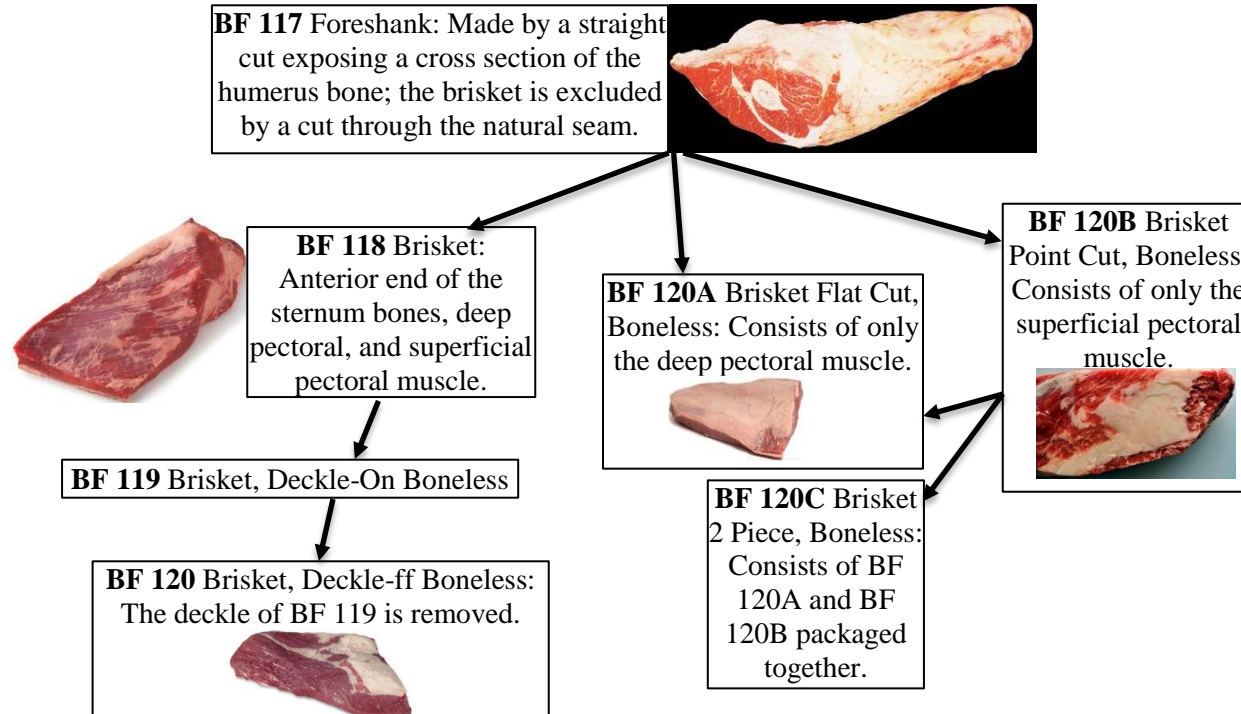 BF 117 Foreshank: Made by a straight
cut exposing a cross section of the
humerus bone; the brisket is excluded
by a cut through the natural seam.
BF 118 Brisket:
Anterior end of the
sternum bones, deep
pectoral, and superficial
pectoral muscle.
BF 119 Brisket, Deckle-On Boneless
BF 120 Brisket, Deckle-ff Boneless:
The deckle of BF 119 is removed.
BF 120A Brisket Flat Cut,
Boneless: Consists of only
the deep pectoral muscle.
BF 120B Brisket
Point Cut, Boneless
Consists of only the
superficial pectoral
muscle.
BF 120C Brisket
2 Piece, Boneless:
Consists of BF
120A and BF
120B packaged
together.